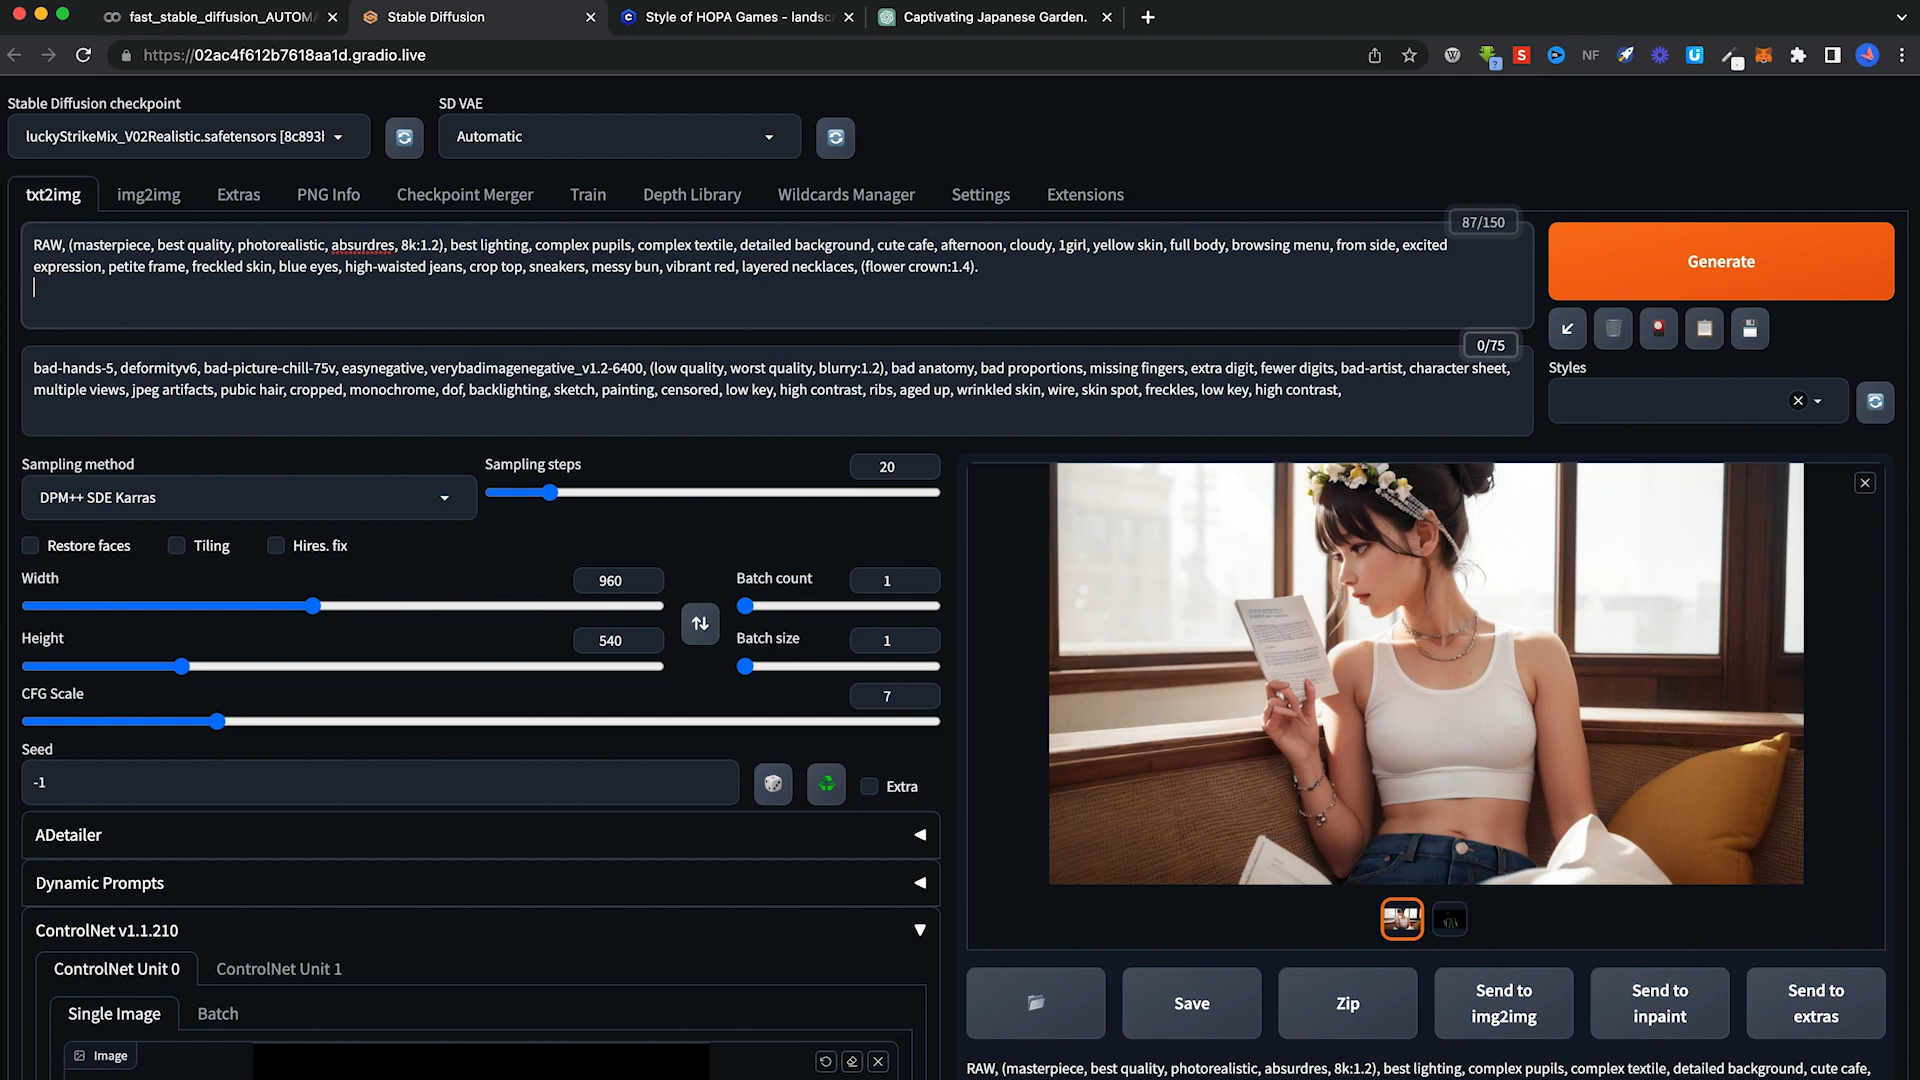 fast_stable_diffusion_AUTOMA
Stable Diffusion
Style of HOPA Games - landsc
Captivating Japanese Garden.
https://02ac4f612b7618aa1d.gradio.live
NF
Stable Diffusion checkpoint
SD VAE
luckyStrikeMix_V02Realistic.safetensors [8c893l
Automatic
txt2img
img2img
Extras
PNG Info
Checkpoint Merger
Train
Depth Library
Wildcards Manager
Settings
Extensions
87/150
RAW, (masterpiece, best quality, photorealistic, absurdres, 8k:1.2), best lighting, complex pupils, complex textile, detailed background, cute cafe, afternoon, cloudy, 1girl, yellow skin, full body, browsing menu, from side, excited
expression, petite frame, freckled skin, blue eyes, high-waisted jeans, crop top, sneakers, messy bun, vibrant red, layered necklaces, (flower crown:1.4).
Generate
0/75
bad-hands-5, deformityv6, bad-picture-chill-75v, easynegative, verybadimagenegative_v1.2-6400, (low quality, worst quality, blurry:1.2), bad anatomy, bad proportions, missing fingers, extra digit, fewer digits, bad-artist, character sheet,
multiple views, jpeg artifacts, pubic hair, cropped, monochrome, dof, backlighting, sketch, painting, censored, low key, high contrast, ribs, aged up, wrinkled skin, wire, skin spot, freckles, low key, high contrast,
Styles
Sampling method
Sampling steps
20
DPM++ SDE Karras
Restore faces
Tiling
Hires. fix
Width
960
Batch count
1
Height
540
Batch size
1
CFG Scale
7
Seed
-1
Extra
ADetailer
Dynamic Prompts
ControlNet v1.1.210
ControlNet Unit 0
ControlNet Unit 1
Single Image
Batch
Image
Save
Zip
Send to
img2img
Send to
inpaint
Send to
extras
RAW, (masterpiece, best quality, photorealistic, absurdres, 8k:1.2), best lighting, complex pupils, complex textile, detailed background, cute cafe,